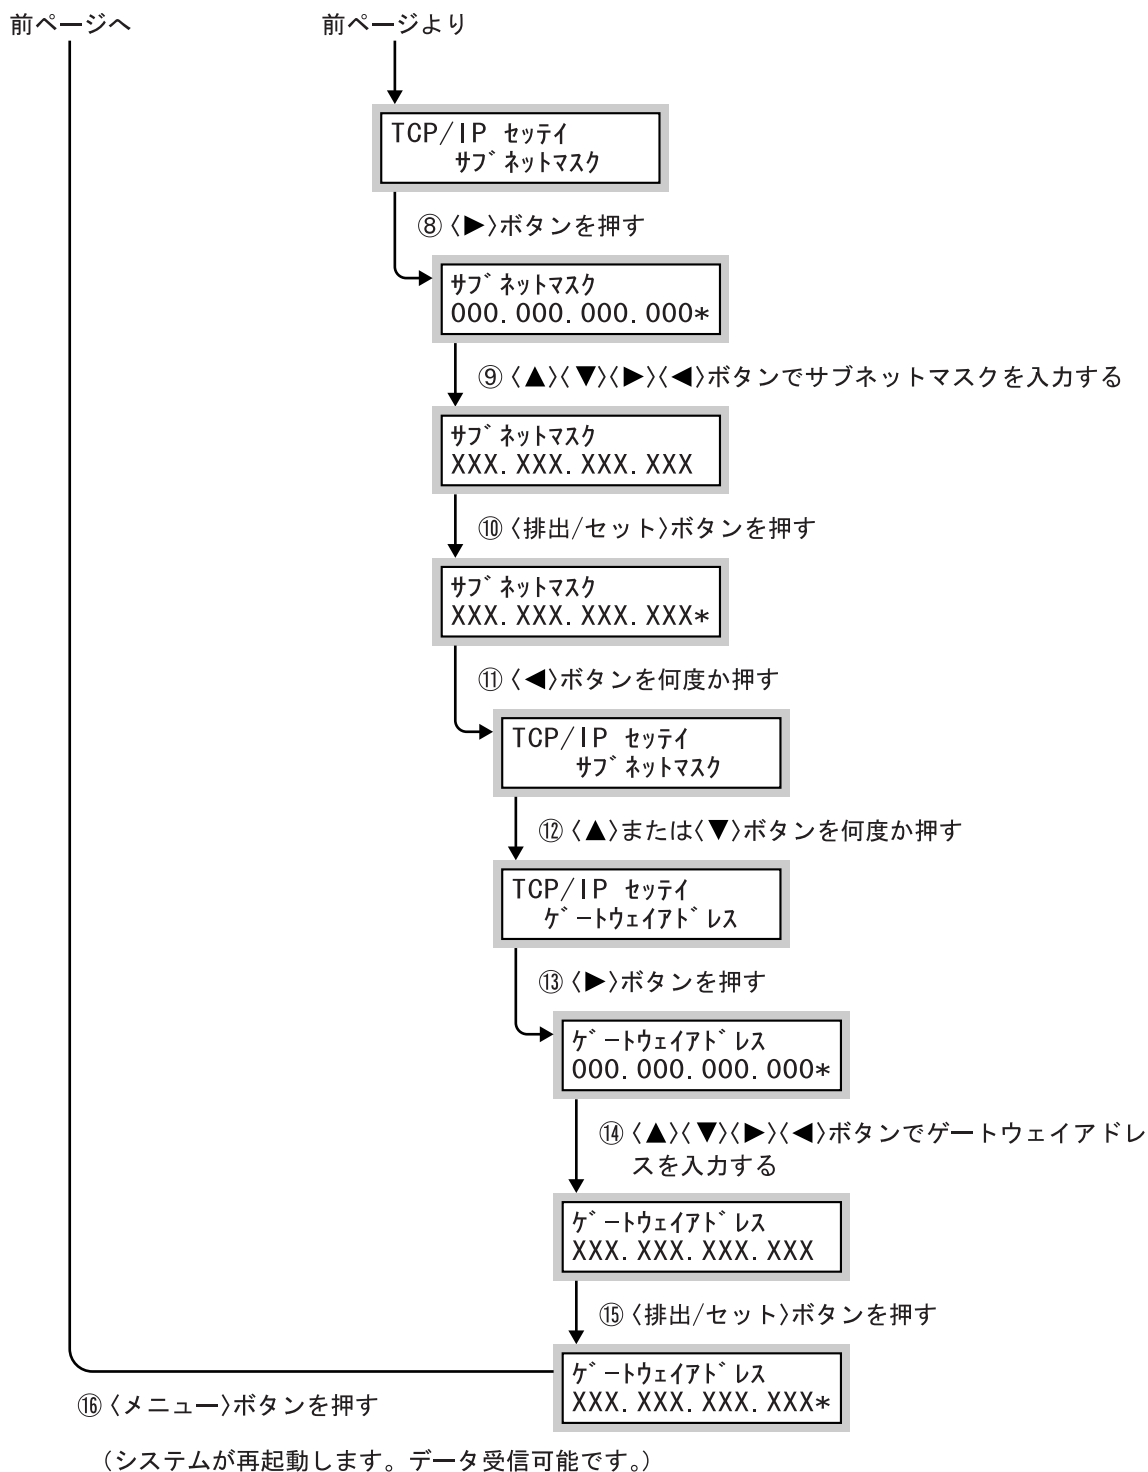 前ページへ
前ページより
TCP/IP ｾｯﾃｲ
ｻﾌﾞﾈｯﾄﾏｽｸ
⑧〈▶〉ボタンを押す
ｻﾌﾞﾈｯﾄﾏｽｸ
000.000.000.000*
⑨〈▲〉〈▼〉〈▶〉〈◀〉ボタンでサブネットマスクを入力する
ｻﾌﾞﾈｯﾄﾏｽｸ
XXX.XXX.XXX.XXX
⑩〈排出/セット〉ボタンを押す
ｻﾌﾞﾈｯﾄﾏｽｸ
XXX.XXX.XXX.XXX*
⑪〈◀〉ボタンを何度か押す
TCP/IP ｾｯﾃｲ
ｻﾌﾞﾈｯﾄﾏｽｸ
⑫〈▲〉または〈▼〉ボタンを何度か押す
TCP/IP ｾｯﾃｲ
ｹﾞｰﾄｳｪｲｱﾄﾞﾚｽ
⑬〈▶〉ボタンを押す
ｹﾞｰﾄｳｪｲｱﾄﾞﾚｽ
000.000.000.000*
⑭〈▲〉〈▼〉〈▶〉〈◀〉ボタンでゲートウェイアドレ
スを入力する
ｹﾞｰﾄｳｪｲｱﾄﾞﾚｽ
XXX.XXX.XXX.XXX
⑮〈排出/セット〉ボタンを押す
ｹﾞｰﾄｳｪｲｱﾄﾞﾚｽ
XXX.XXX.XXX.XXX*
⑯〈メニュー〉ボタンを押す
（システムが再起動します。データ受信可能です。）